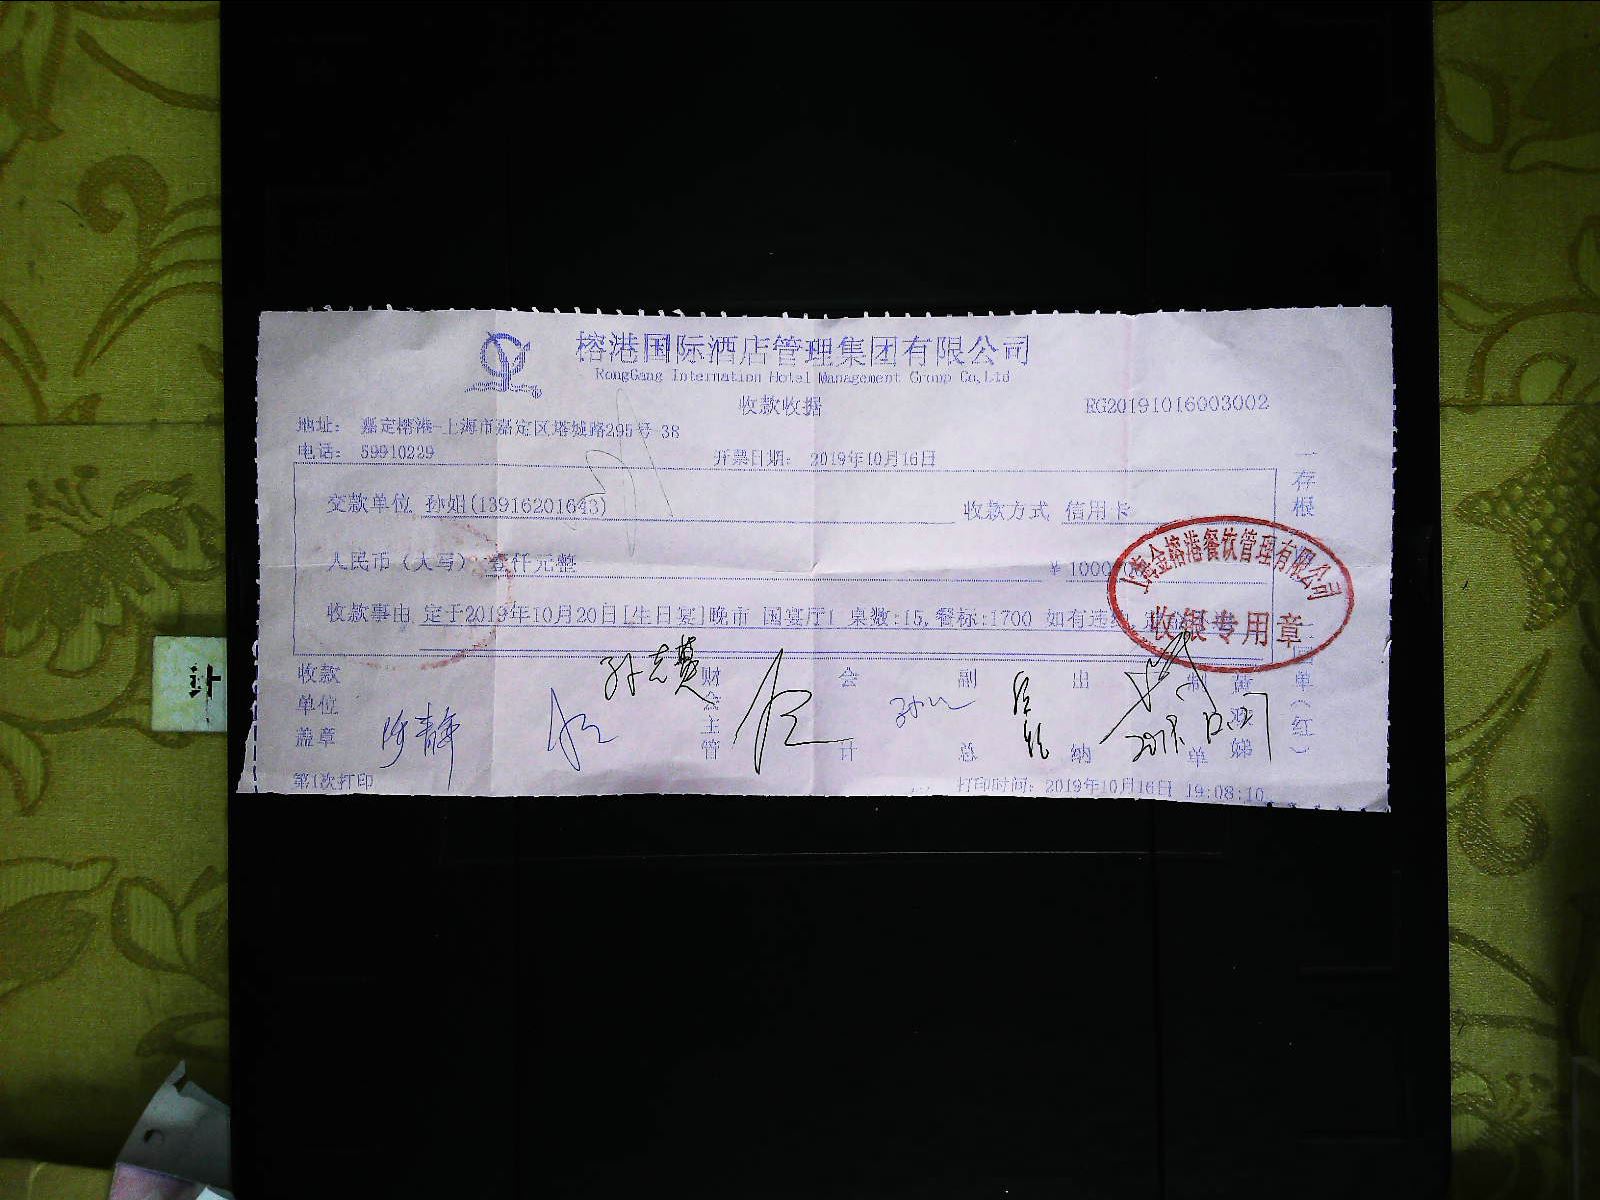 榕港国际酒店管理集团有限公司
RongGang Internation Hotel Management Group Co,Ltd
收款收据
RG20191016003002
地址： 嘉定榕港-上海市嘉定区塔城路295号 38
电话： 59910229
开票日期： 2019年10月16日
交款单位 孙姐(13916201643)
收款方式 信用卡
人民币（大写） 壹仟元整
¥ 1000
收款事由 定于2019年10月20日[生日宴]晚市 国宴厅1 桌数:15,餐标:1700 如有违约
上海金榕港餐饮管理有限公司
收银专用章
一存根
二回单（红）
收款单位盖章
陈静
财会主管
会计
副总
出纳
制单
第1次打印
打印时间：2019年10月16日 19:08:10